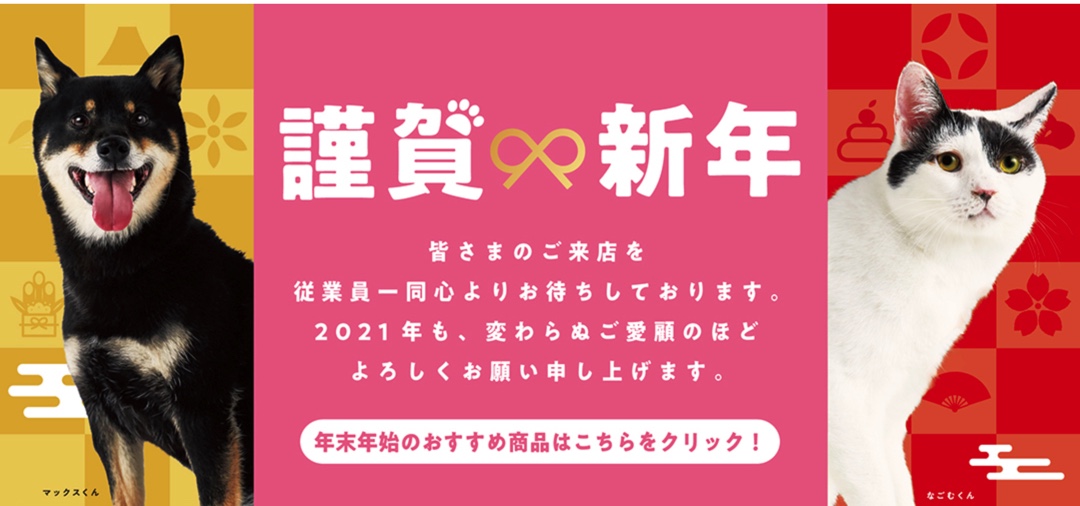 謹賀新年
皆さまのご来店を
従業員一同心よりお待ちしております。
2021年も、変わらぬご愛顧のほど
よろしくお願い申し上げます。
年末年始のおすすめ商品はこちらをクリック！
マックスくん
なごむくん